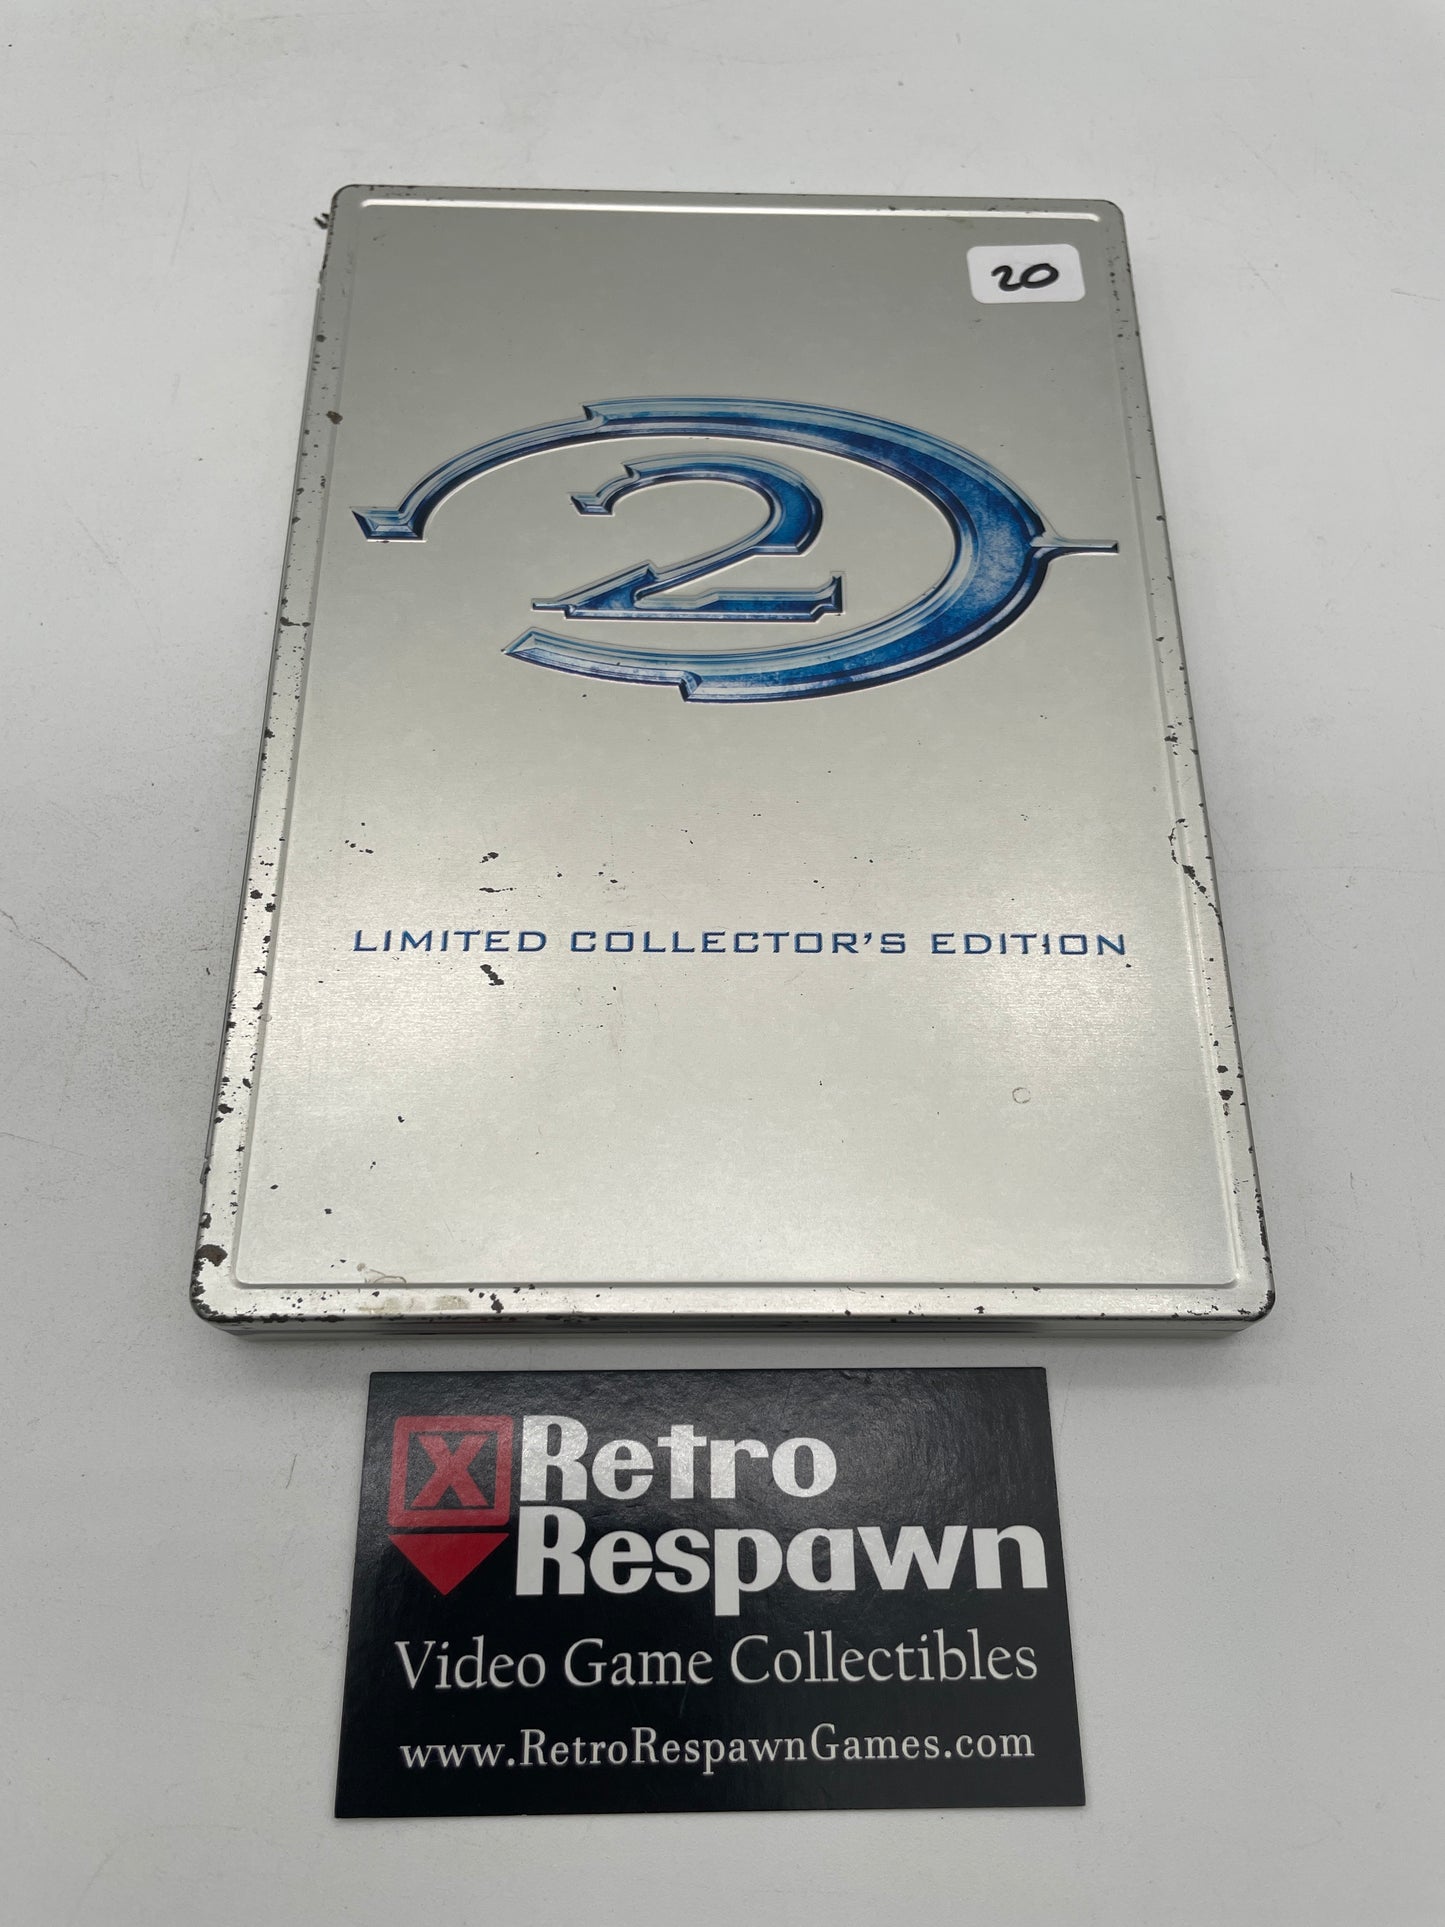 20
2
LIMITED COLLECTOR'S EDITION
X Retro
Respawn
Video Game Collectibles
www.RetroRespawnGames.com